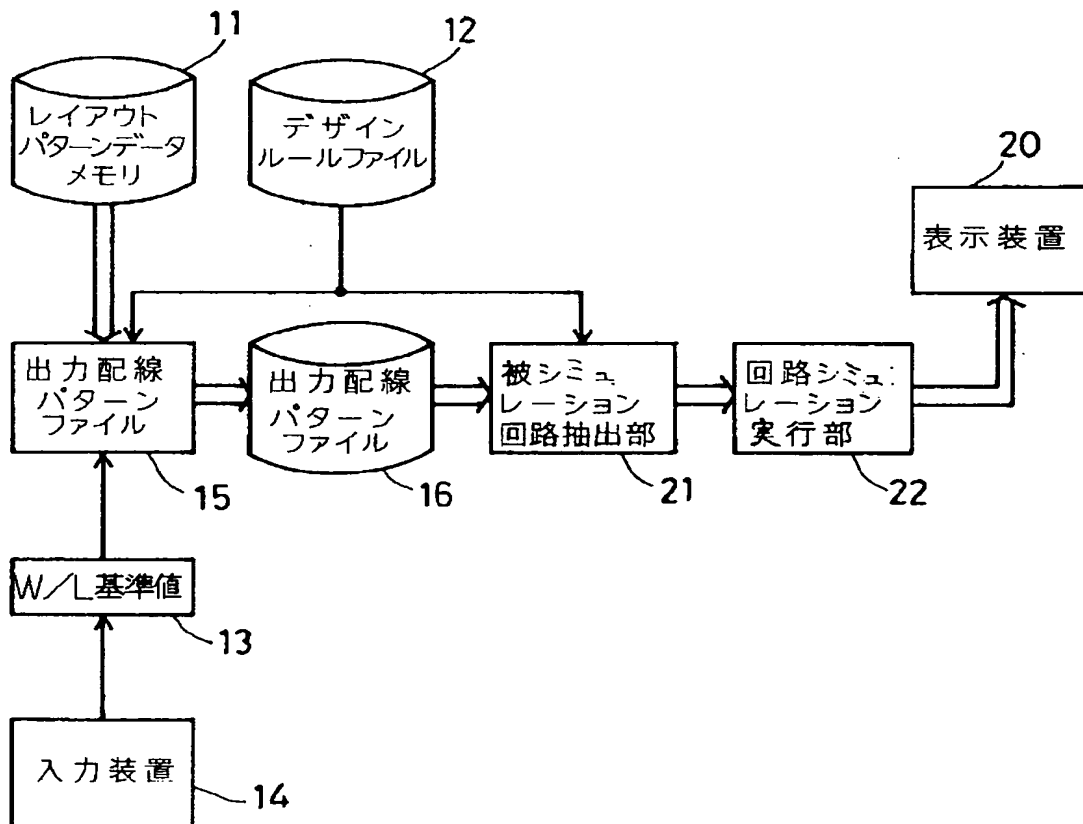 11
レイアウト
パターンデータ
メモリ
12
デザイン
ルールファイル
20
表示装置
出力配線
パターン
ファイル
15
出力配線
パターン
ファイル
16
被シミュ
レーション
回路抽出部
21
回路シミュ
レーション
実行部
22
W/L基準値
13
入力装置
14